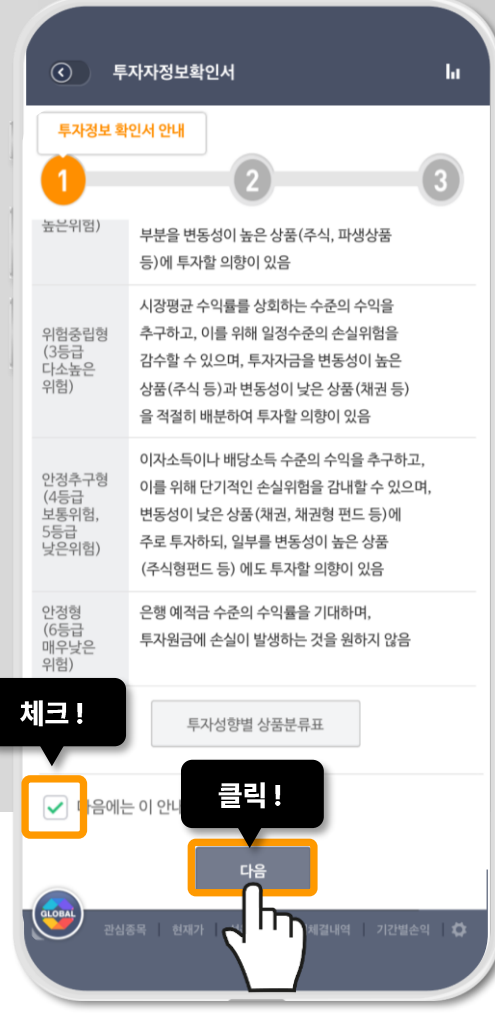 투자자정보확인서
투자정보 확인서 안내
1
2
3
높은위험)
부분을 변동성이 높은 상품(주식, 파생상품
등)에 투자할 의향이 있음
위험중립형
(3등급
다소높은
위험)
시장평균 수익률를 상회하는 수준의 수익을
추구하고, 이를 위해 일정수준의 손실위험을
감수할 수 있으며, 투자자금을 변동성이 높은
상품(주식 등)과 변동성이 낮은 상품(채권 등)
을 적절히 배분하여 투자할 의향이 있음
안정추구형
(4등급
보통위험,
5등급
낮은위험)
이자소득이나 배당소득 수준의 수익을 추구하고,
이를 위해 단기적인 손실위험을 감내할 수 있으며,
변동성이 낮은 상품(채권, 채권형 펀드 등)에
주로 투자하되, 일부를 변동성이 높은 상품
(주식형펀드 등) 에도 투자할 의향이 있음
안정형
(6등급
매우낮은
위험)
은행 예적금 수준의 수익률을 기대하며,
투자원금에 손실이 발생하는 것을 원하지 않음
체크 !
투자성향별 상품분류표
클릭 !
다음에는 이 안내
다음
GLOBAL
관심종목 현재가 체결내역 기간별손익